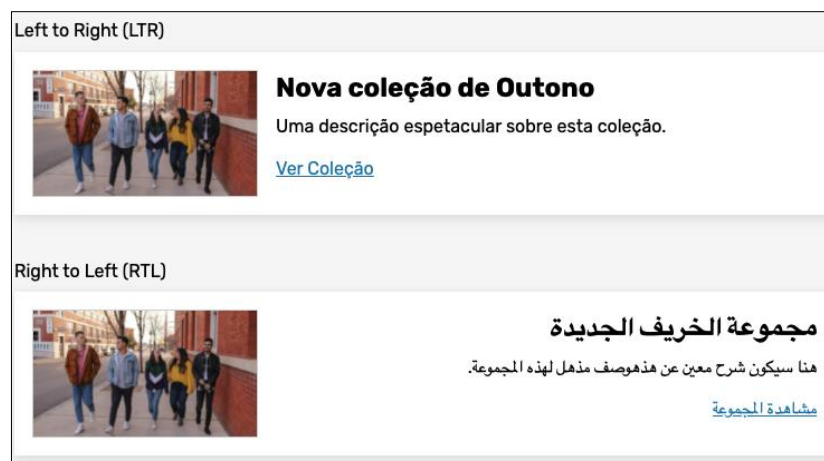 Left to Right (LTR)
Nova coleção de Outono
Uma descrição espetacular sobre esta coleção.
Ver Coleção
Right to Left (RTL)
مجموعة الخريف الجديدة
هنا سيكون شرح معين عن هذهوصف مذهل لهذه المجموعة.
مشاهدة المجموعة